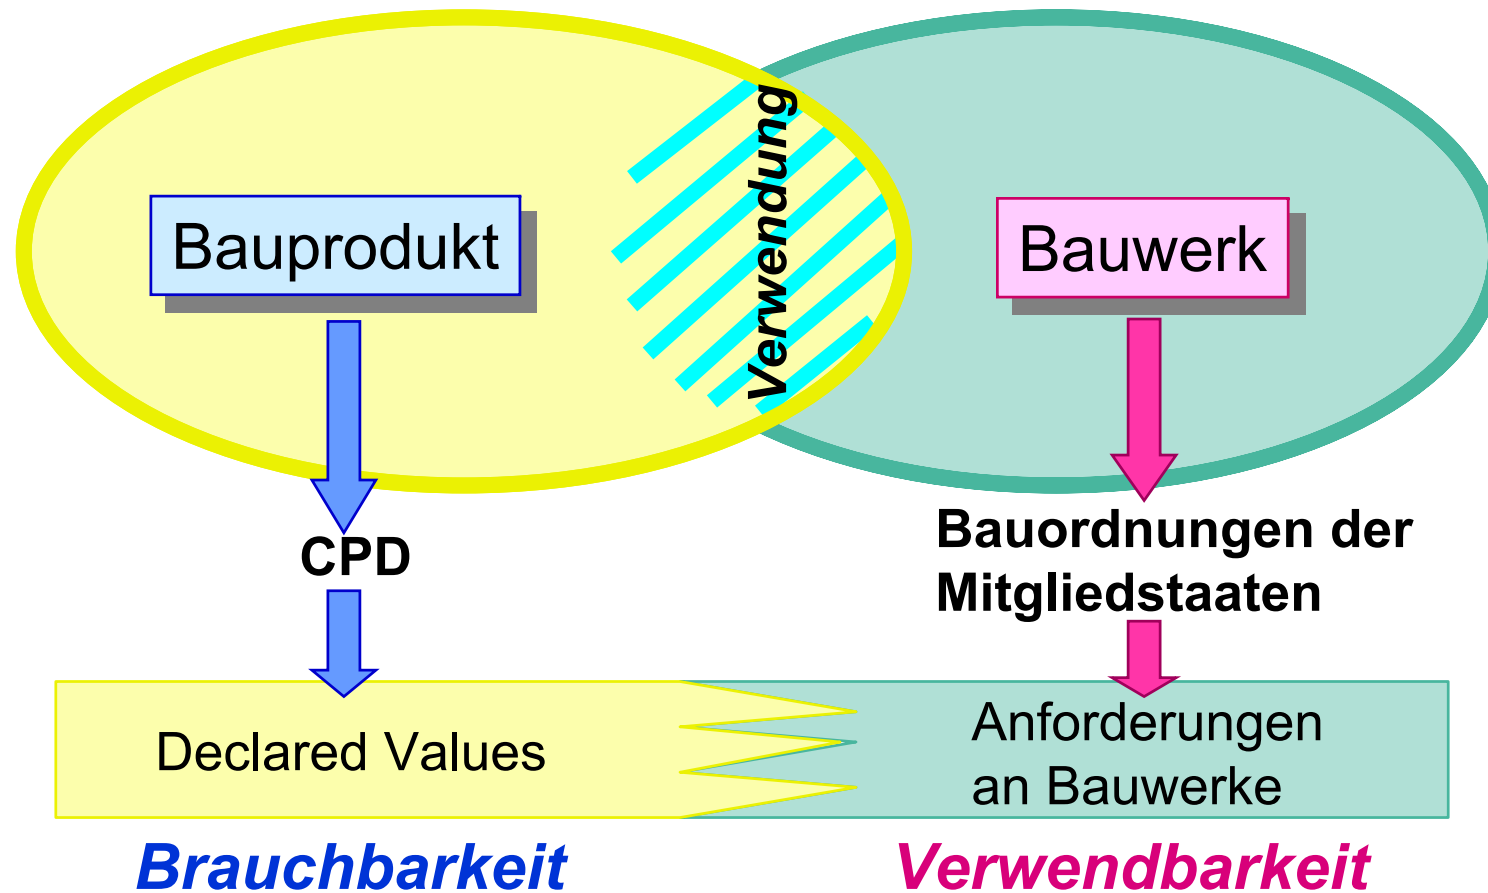 Verwendung
Bauprodukt
Bauwerk
CPD
Bauordnungen der
Mitgliedstaaten
Declared Values
Anforderungen
an Bauwerke
Brauchbarkeit
Verwendbarkeit